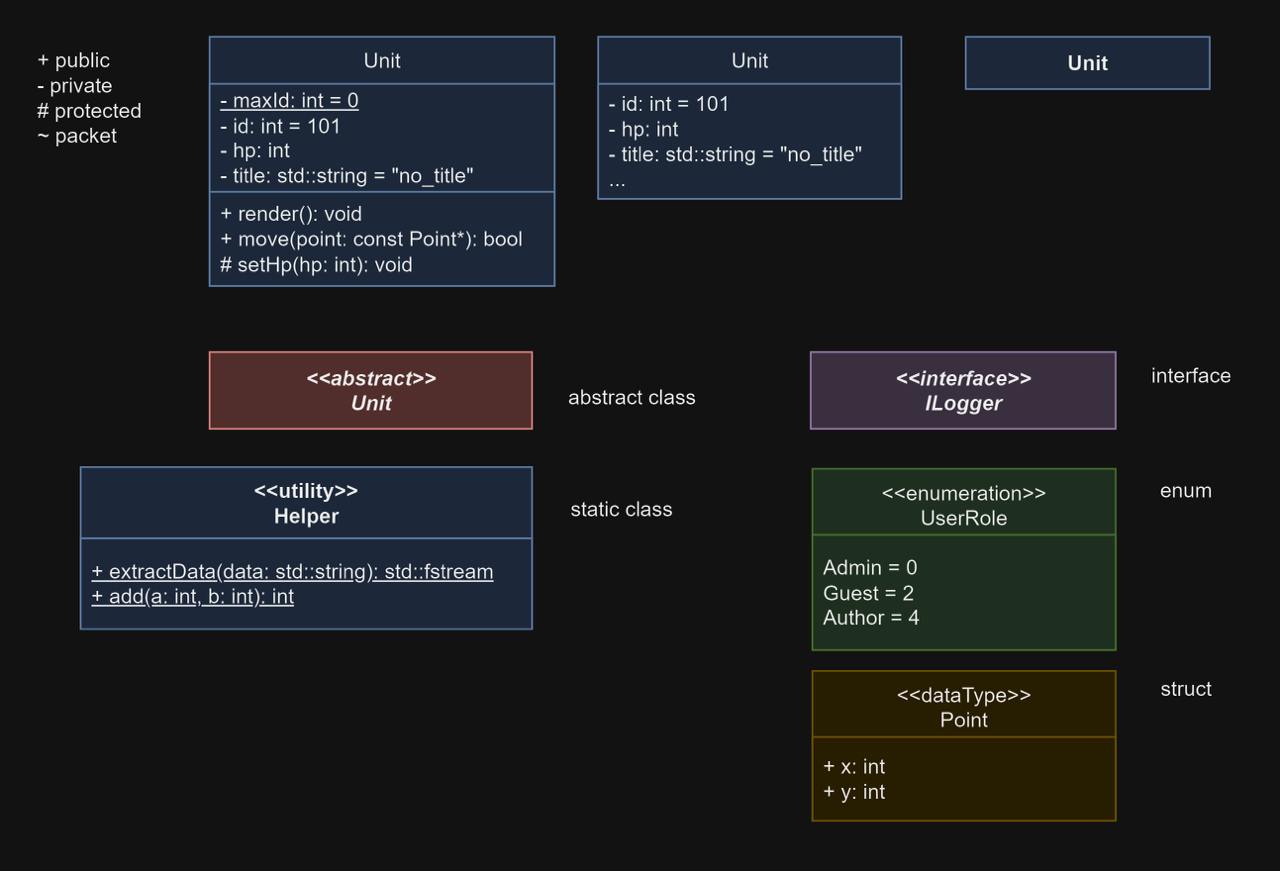 + public
- private
# protected
~ packet
Unit
- maxId: int = 0
- id: int = 101
- hp: int
- title: std::string = "no_title"
+ render(): void
+ move(point: const Point*): bool
# setHp(hp: int): void
Unit
- id: int = 101
- hp: int
- title: std::string = "no_title"
...
Unit
<<abstract>>
Unit
abstract class
<<interface>>
ILogger
interface
<<utility>>
Helper
+ extractData(data: std::string): std::fstream
+ add(a: int, b: int): int
static class
<<enumeration>>
UserRole
Admin = 0
Guest = 2
Author = 4
enum
<<dataType>>
Point
+ x: int
+ y: int
struct